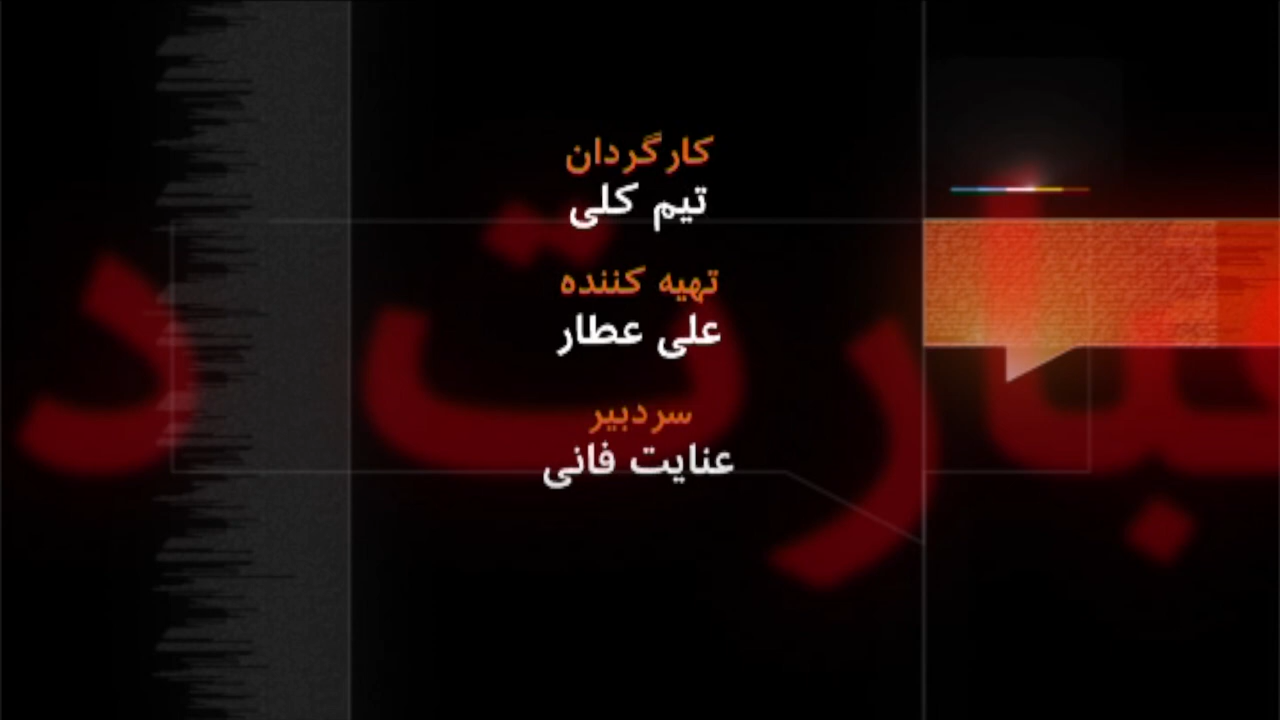 کارگردان
تیم کلی
تهیه کننده
علی عطار
سردبیر
عنایت فانی